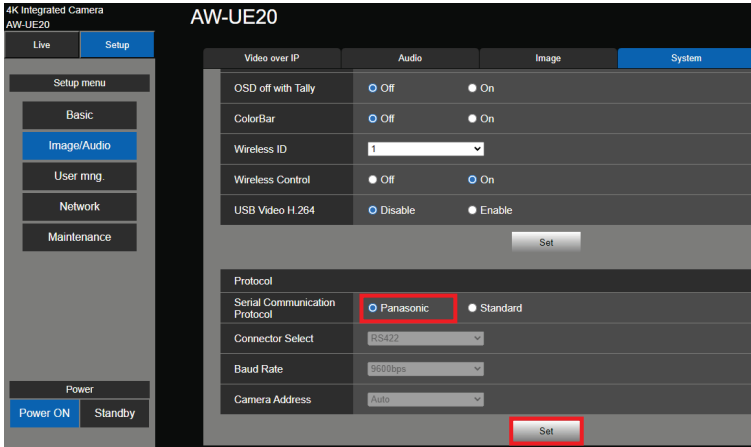 4K Integrated Camera
AW-UE20
AW-UE20
Live Setup
Setup menu
Basic
Image/Audio
User mng.
Network
Maintenance
Power
Power ON Standby
Video over IP Audio Image System
OSD off with Tally Off On
ColorBar Off On
Wireless ID 1
Wireless Control Off On
USB Video H.264 Disable Enable
Set
Protocol
Serial Communication
Protocol Panasonic Standard
Connector Select RS422
Baud Rate 9600bps
Camera Address Auto
Set